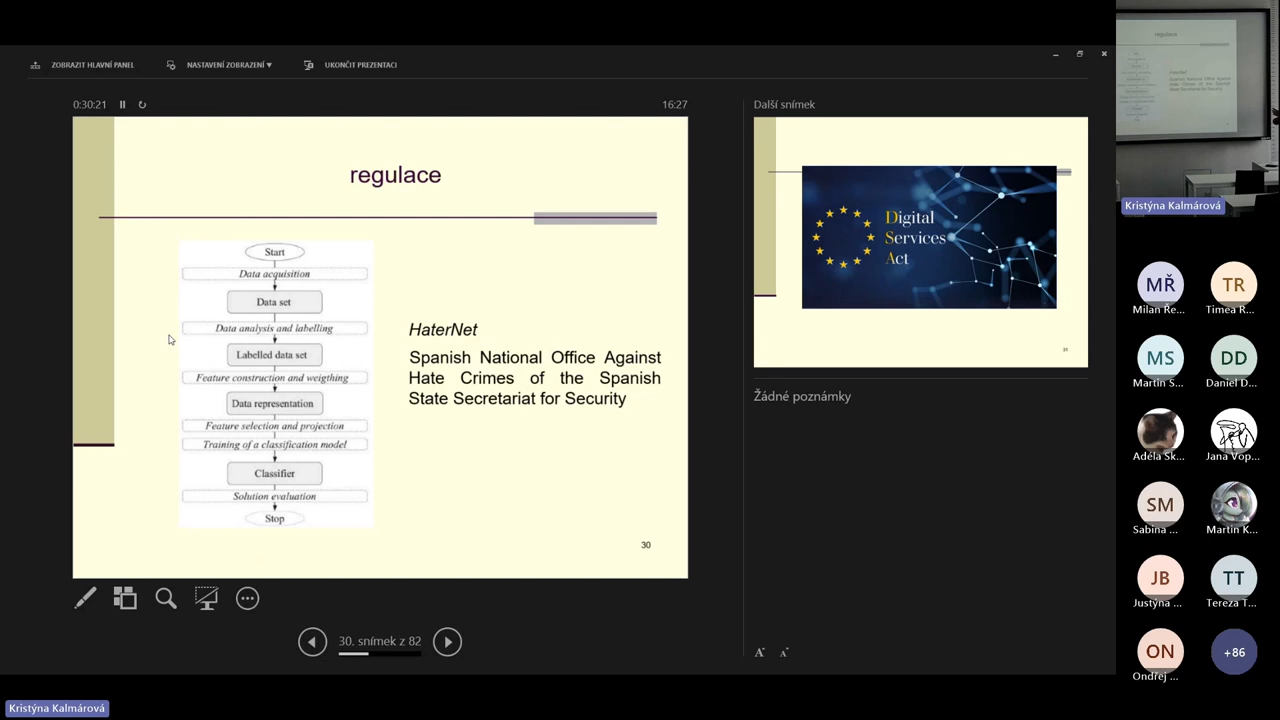 ZOBRAZIT HLAVNÍ PANEL
NASTAVENÍ ZOBRAZENÍ ▾
UKONČIT PREZENTACI
0:30:21
16:27
regulace
Start
Data acquisition
Data set
Data analysis and labelling
Labelled data set
Feature construction and weigthing
Data representation
Feature selection and projection
Training of a classification model
Classifier
Solution evaluation
Stop
HaterNet
Spanish National Office Against
Hate Crimes of the Spanish
State Secretariat for Security
30
30. snímek z 82
Další snímek
Digital
Services
Act
31
Žádné poznámky
A
A
regulace
Kristýna Kalmárová
MŘ
Milan Ře...
TR
Timea R...
MS
Martin S...
DD
Daniel D...
Adéla Sk...
Jana Vop...
SM
Sabina ...
Martin K...
JB
Justýna ...
TT
Tereza T...
ON
Ondřej ...
+86
Kristýna Kalmárová